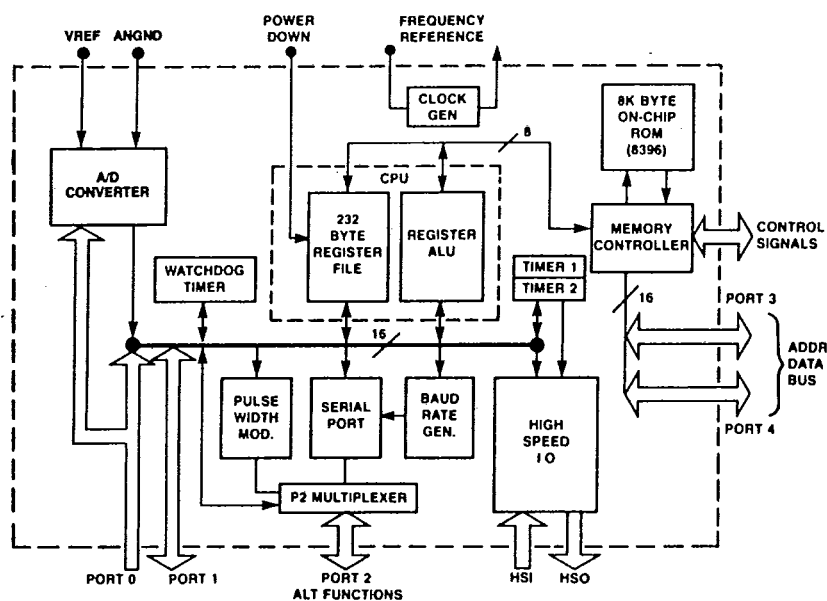 VREF ANGND
POWER
DOWN
FREQUENCY
REFERENCE
CLOCK
GEN
8K BYTE
ON-CHIP
ROM
(8396)
8
A/D
CONVERTER
CPU
232
BYTE
REGISTER
FILE
REGISTER
ALU
MEMORY
CONTROLLER
CONTROL
SIGNALS
WATCHDOG
TIMER
TIMER 1
TIMER 2
16
PORT 3
16
ADDR
DATA
BUS
PORT 4
PULSE
WIDTH
MOD.
SERIAL
PORT
BAUD
RATE
GEN.
HIGH
SPEED
I O
P2 MULTIPLEXER
PORT 0
PORT 1
PORT 2
ALT FUNCTIONS
HSI
HSO